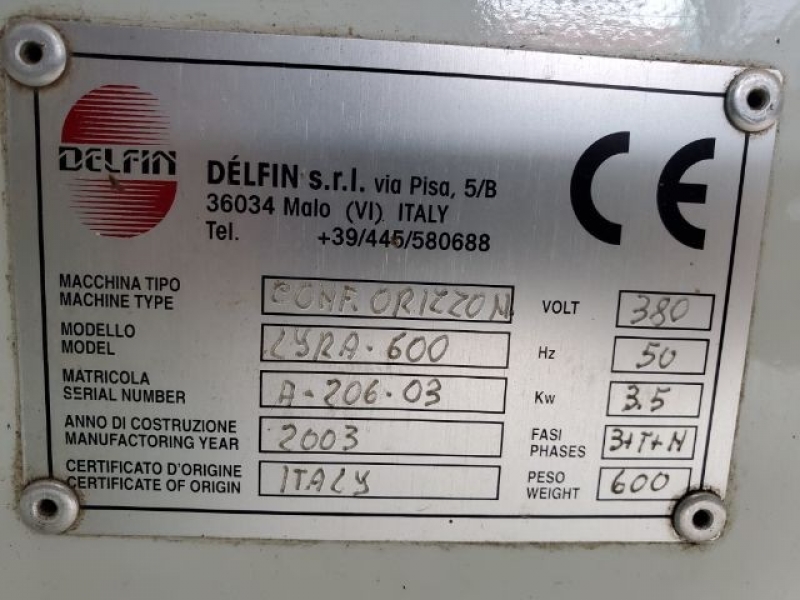 DELFIN
DÉLFIN s.r.l. via Pisa, 5/B
36034 Malo (VI) ITALY
Tel. +39/445/580688
CE
MACCHINA TIPO
MACHINE TYPE
CONF. ORIZZON
VOLT 380
MODELLO
MODEL
LYRA-600
Hz 50
MATRICOLA
SERIAL NUMBER
A-206-03
Kw 3.5
ANNO DI COSTRUZIONE
MANUFACTORING YEAR
2003
FASI
PHASES
3+T+N
CERTIFICATO D'ORIGINE
CERTIFICATE OF ORIGIN
ITALY
PESO
WEIGHT
600